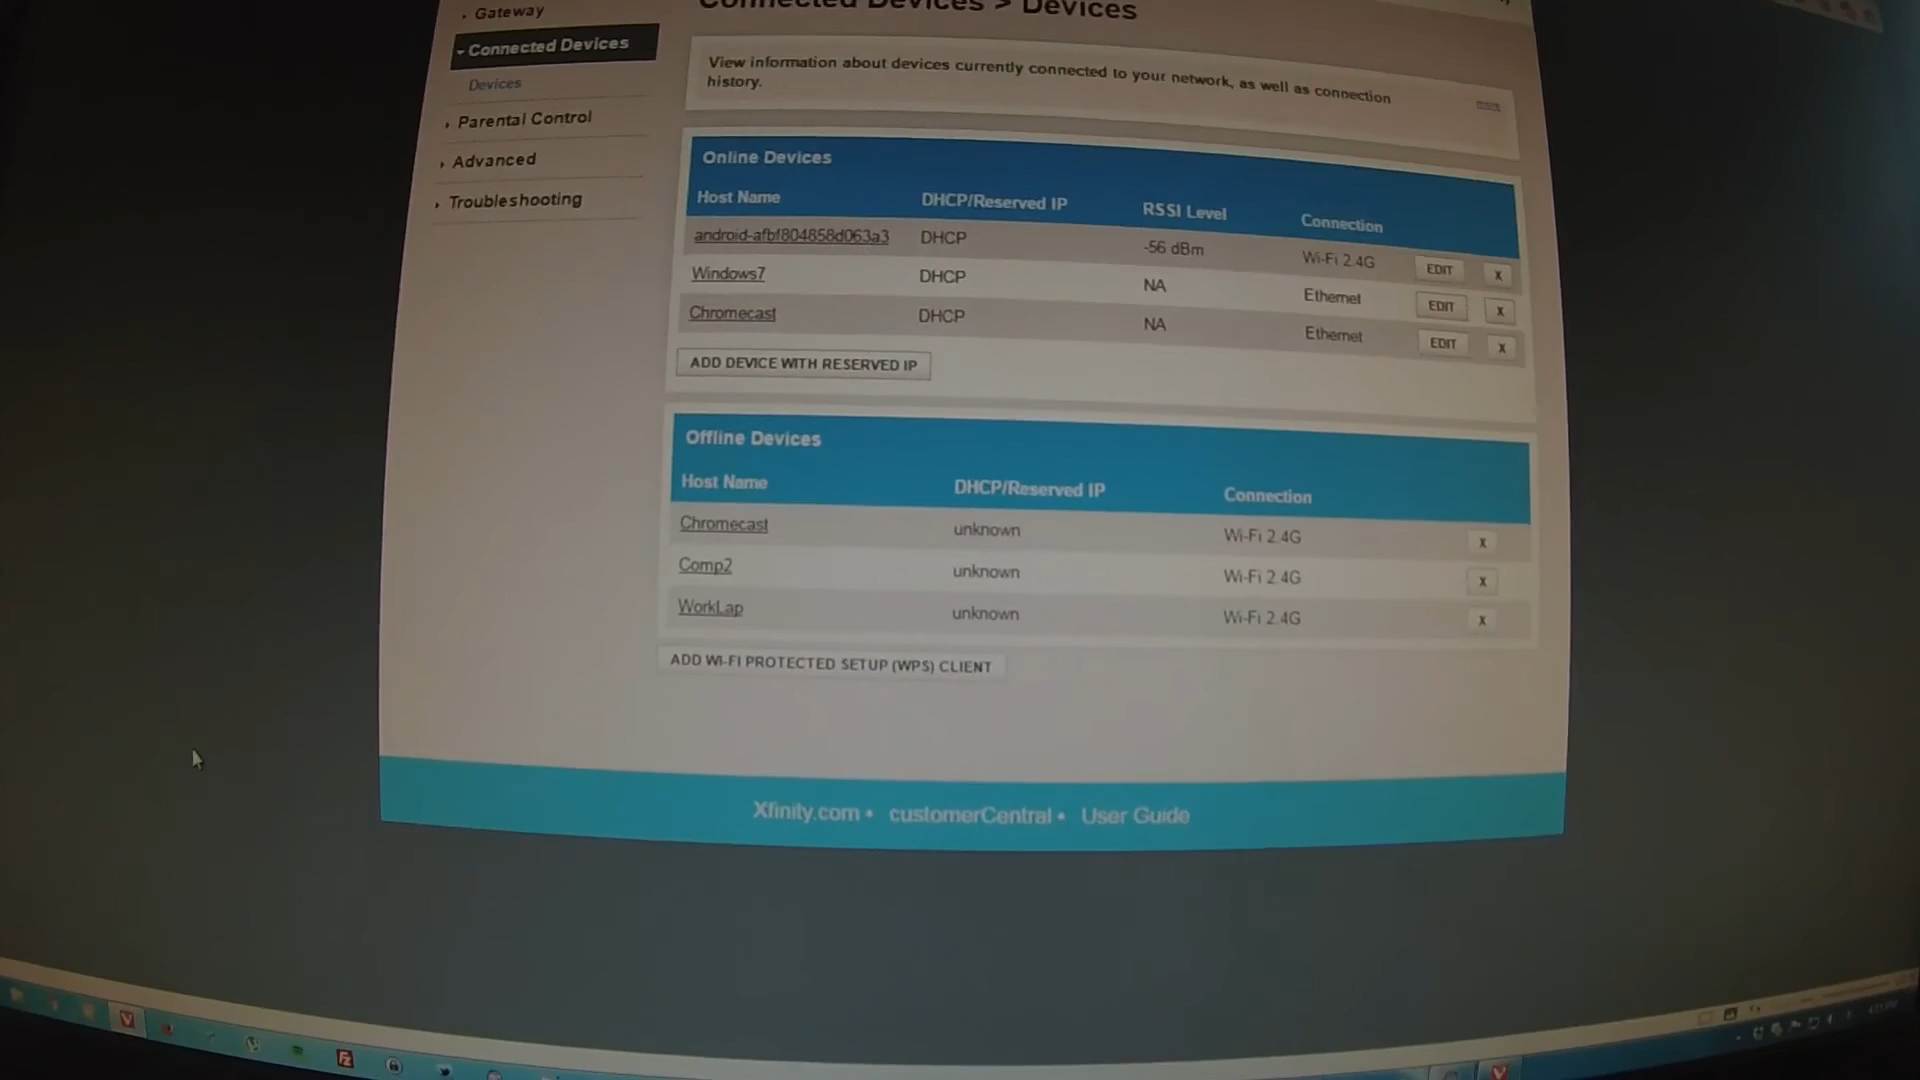 Gateway
Connected Devices > Devices
Connected Devices
Devices
Parental Control
Advanced
Troubleshooting
View information about devices currently connected to your network, as well as connection
history.
more
Online Devices
Host Name DHCP/Reserved IP RSSI Level Connection
android-afbf804858d063a3 DHCP -56 dBm Wi-Fi 2.4G EDIT X
Windows7 DHCP NA Ethernet EDIT X
Chromecast DHCP NA Ethernet EDIT X
ADD DEVICE WITH RESERVED IP
Offline Devices
Host Name DHCP/Reserved IP Connection
Chromecast unknown Wi-Fi 2.4G X
Comp2 unknown Wi-Fi 2.4G X
WorkLap unknown Wi-Fi 2.4G X
ADD WI-FI PROTECTED SETUP (WPS) CLIENT
Xfinity.com • customerCentral • User Guide